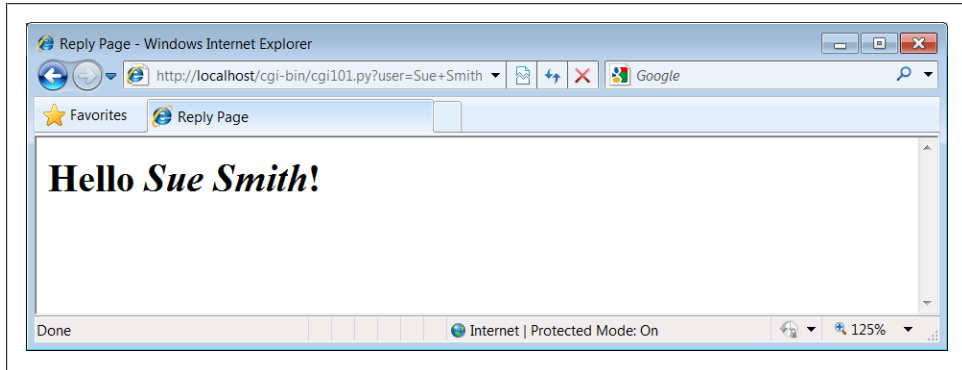 Reply Page - Windows Internet Explorer
http://localhost/cgi-bin/cgi101.py?user=Sue+Smith
Google
Favorites
Reply Page
Hello Sue Smith!
Done
Internet | Protected Mode: On
125%